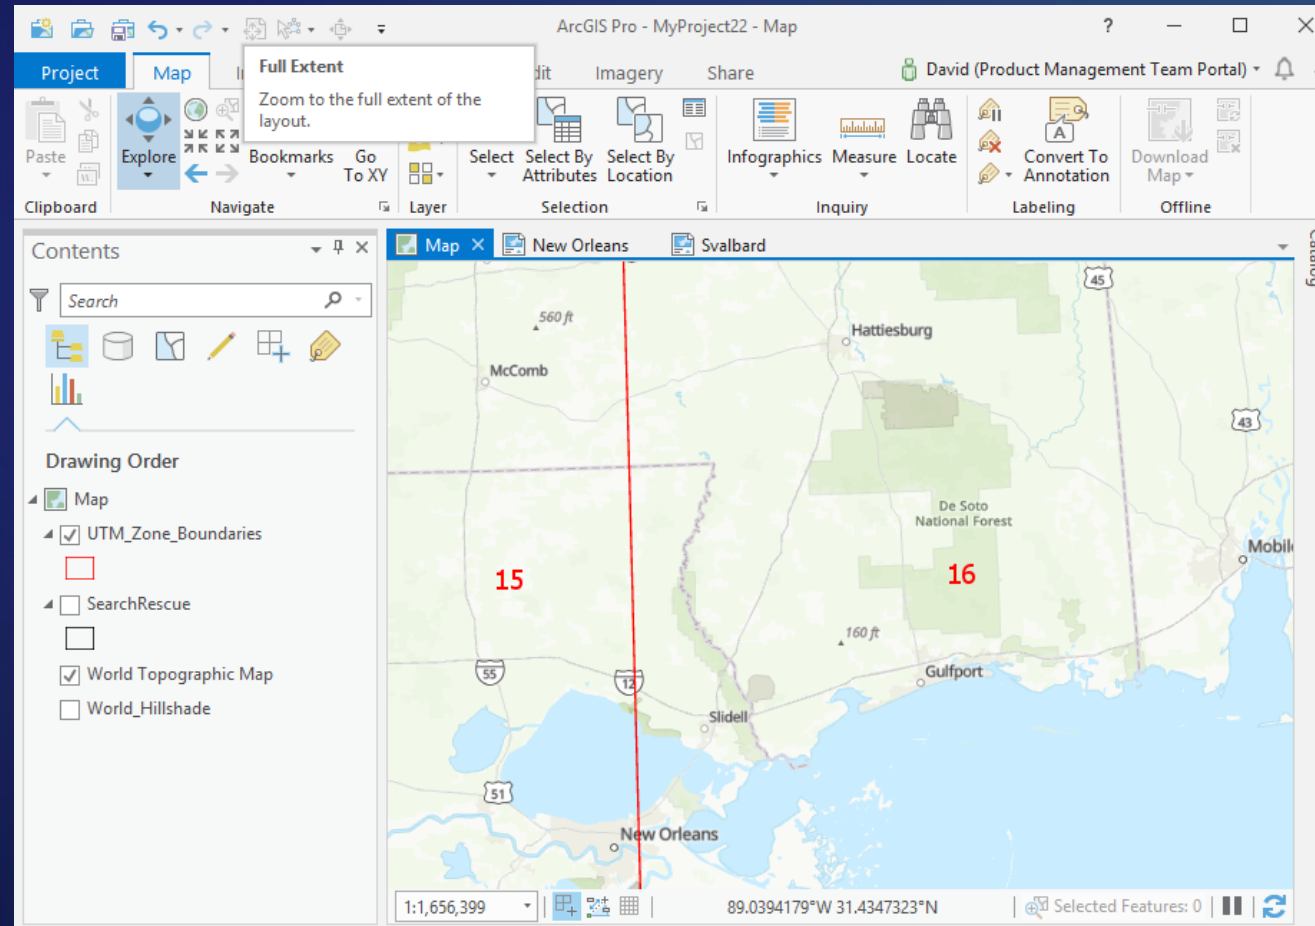 ArcGIS Pro - MyProject22 - Map
?
Project
Map
Full Extent
Zoom to the full extent of the
layout.
dit
Imagery
Share
David (Product Management Team Portal)
Paste
Explore
Bookmarks
Go
To XY
Select
Select By
Attributes
Select By
Location
Infographics
Measure
Locate
A
Convert To
Annotation
Download
Map
Clipboard
Navigate
Layer
Selection
Inquiry
Labeling
Offline
Contents
Search
Drawing Order
Map
UTM_Zone_Boundaries
SearchRescue
World Topographic Map
World_Hillshade
Map
New Orleans
Svalbard
Catalog
45
560 ft
Hattiesburg
McComb
43
De Soto
National Forest
Mobil
15
16
160 ft
55
12
Gulfport
Slidell
51
New Orleans
1:1,656,399
89.0394179°W 31.4347323°N
Selected Features: 0